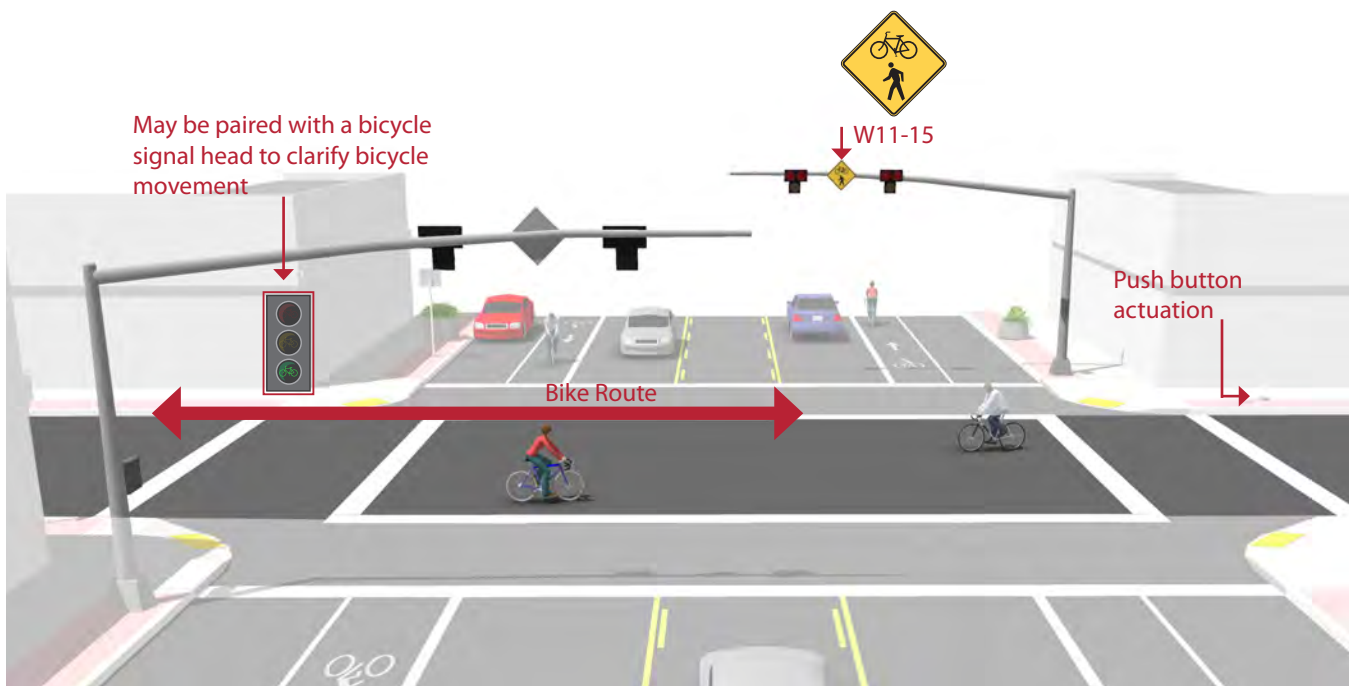 May be paired with a bicycle
signal head to clarify bicycle
movement
W11-15
Push button
actuation
Bike Route